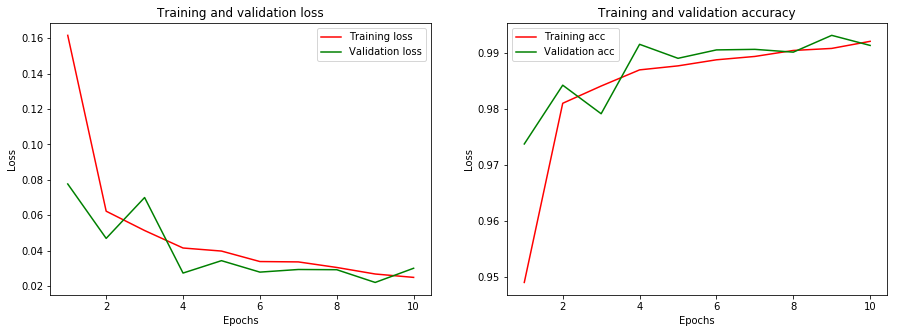 Training and validation loss
Training loss
Validation loss
0.16
0.14
0.12
0.10
0.08
0.06
0.04
0.02
Loss
2
4
6
8
10
Epochs
Training and validation accuracy
Training acc
Validation acc
0.99
0.98
0.97
0.96
0.95
Loss
2
4
6
8
10
Epochs